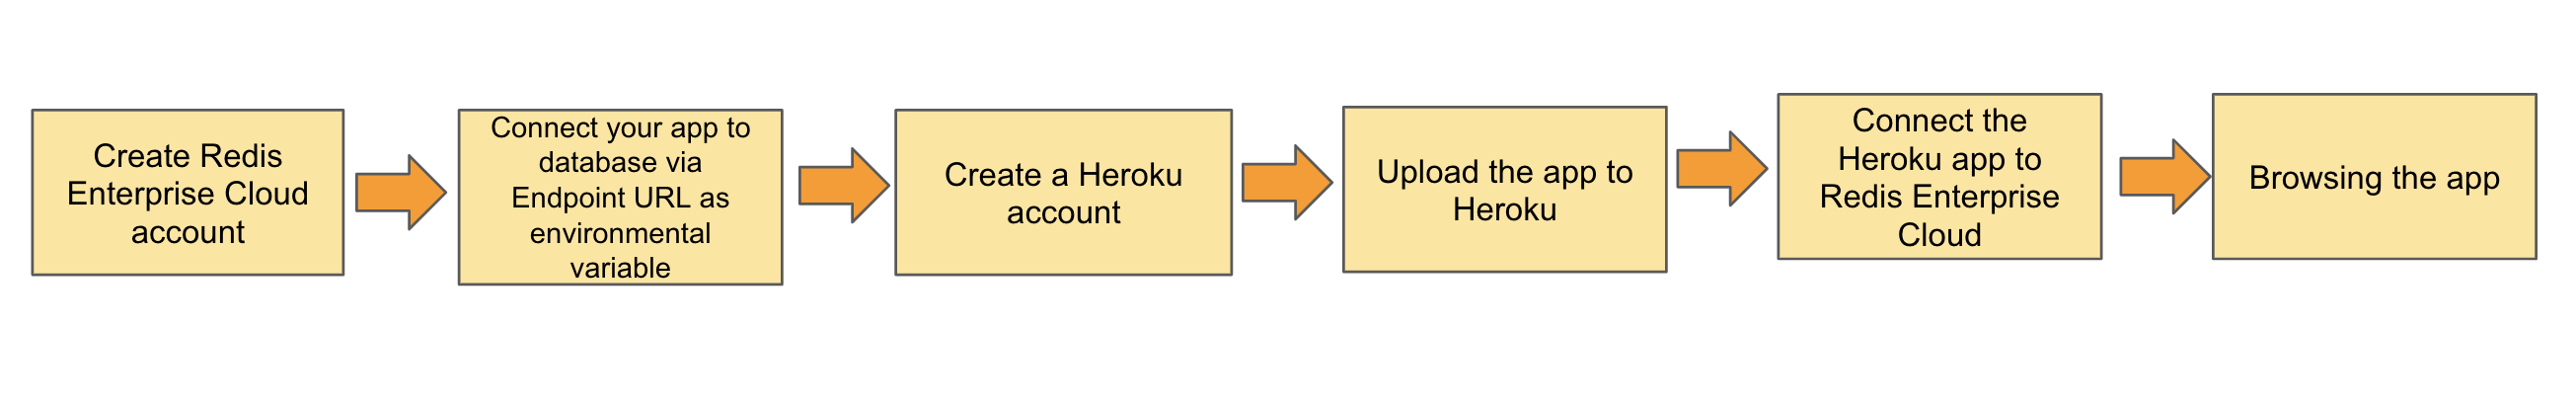 Create Redis
Enterprise Cloud
account
Connect your app to
database via
Endpoint URL as
environmental
variable
Create a Heroku
account
Upload the app to
Heroku
Connect the
Heroku app to
Redis Enterprise
Cloud
Browsing the app